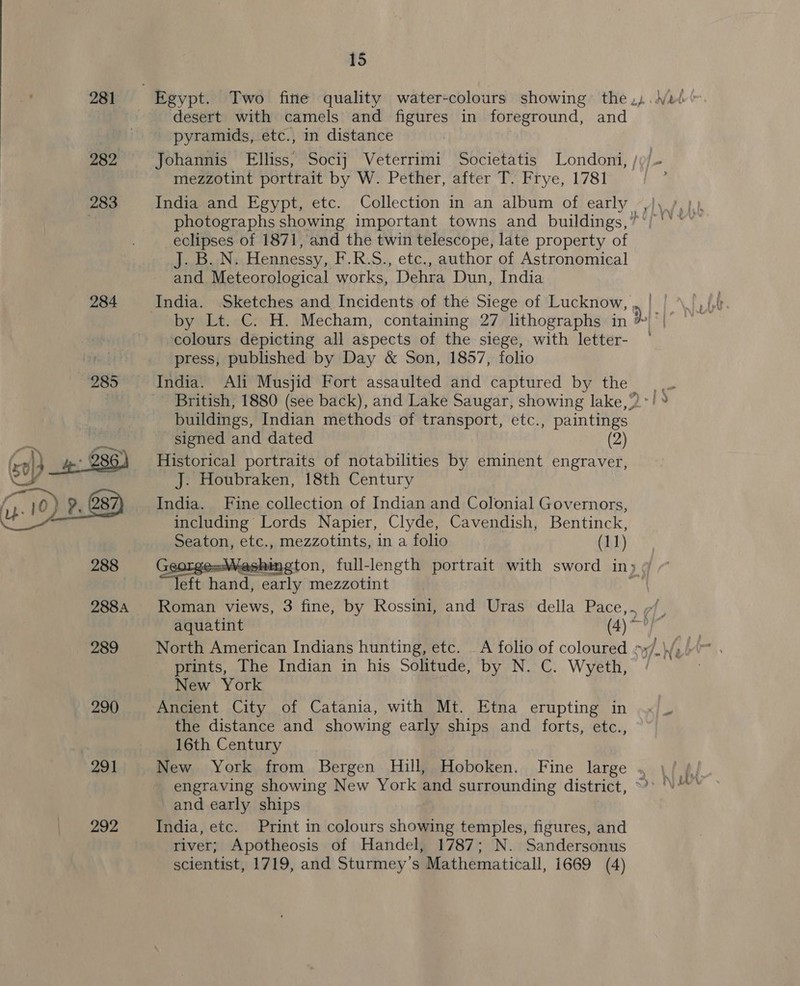 15
281 Egypt. Two fine quality water-colours showing the
desert with camels and figures in foreground, and
pyramids, etc., in distance
282 Johannis Elliss, Socij Veterrimi Societatis Londoni,
mezzotint portrait by W. Pether, after T. Frye, 1781
283 India and Egypt, etc. Collection in an album of early
photographs showing important towns and buildings,
eclipses of 1871, and the twin telescope, late property of
J. B. N. Hennessy, F.R.S., etc., author of Astronomical
and Meteorological works, Dehra Dun, India
284 India. Sketches and Incidents of the Siege of Lucknow,
by Lt. C. H. Mecham, containing 27 lithographs in
colours depicting all aspects of the siege, with letter-
press, published by Day & Son, 1857, folio
285 India. Ali Musjid Fort assaulted and captured by the
British, 1880 (see back), and Lake Saugar, showing lake,
buildings, Indian methods of transport, etc., paintings
signed and dated (2)
286 Historical portraits of notabilities by eminent engraver,
J. Houbraken, 18th Century
287 India. Fine collection of Indian and Colonial Governors,
including Lords Napier, Clyde, Cavendish, Bentinck,
Seaton, etc., mezzotints, in a folio (11)
288 George Washington, full-length portrait with sword in
left hand, early mezzotint
288A Roman views, 3 fine, by Rossini, and Uras della Pace,
aquatint (4)
289 North American Indians hunting, etc. A folio of coloured
prints, The Indian in his Solitude, by N. C. Wyeth,
New York
290 Ancient City of Catania, with Mt. Etna erupting in
the distance and showing early ships and forts, etc.,
16th Century
291 New York from Bergen Hill, Hoboken. Fine large
engraving showing New York and surrounding district,
and early ships
292 India, etc. Print in colours showing temples, figures, and
river; Apotheosis of Handel, 1787; N. Sandersonus
scientist, 1719, and Sturmey's Mathematicall, 1669 (4)